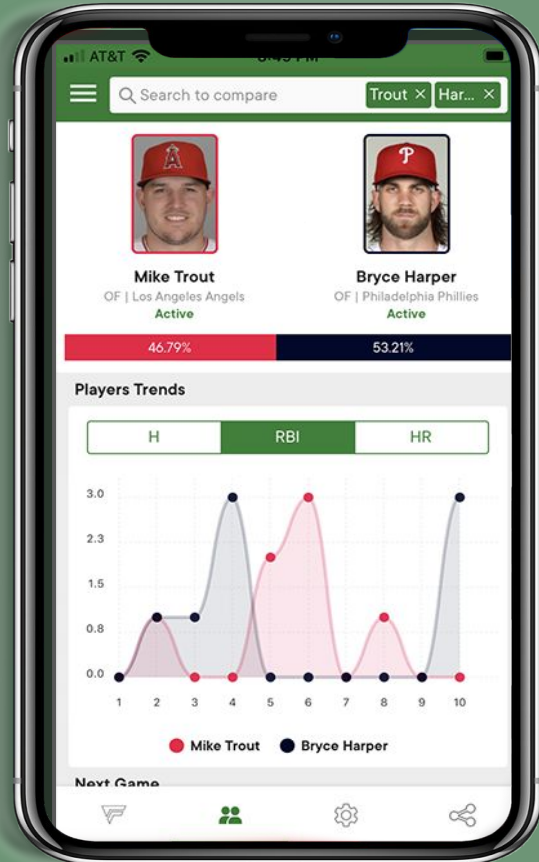 AT&T
Search to compare Trout × Har... ×
Mike Trout Bryce Harper
OF | Los Angeles Angels OF | Philadelphia Phillies
Active Active
46.79% 53.21%
Players Trends
H RBI HR
3.0
2.3
1.5
0.8
0.0
1 2 3 4 5 6 7 8 9 10
Mike Trout Bryce Harper
Next Game